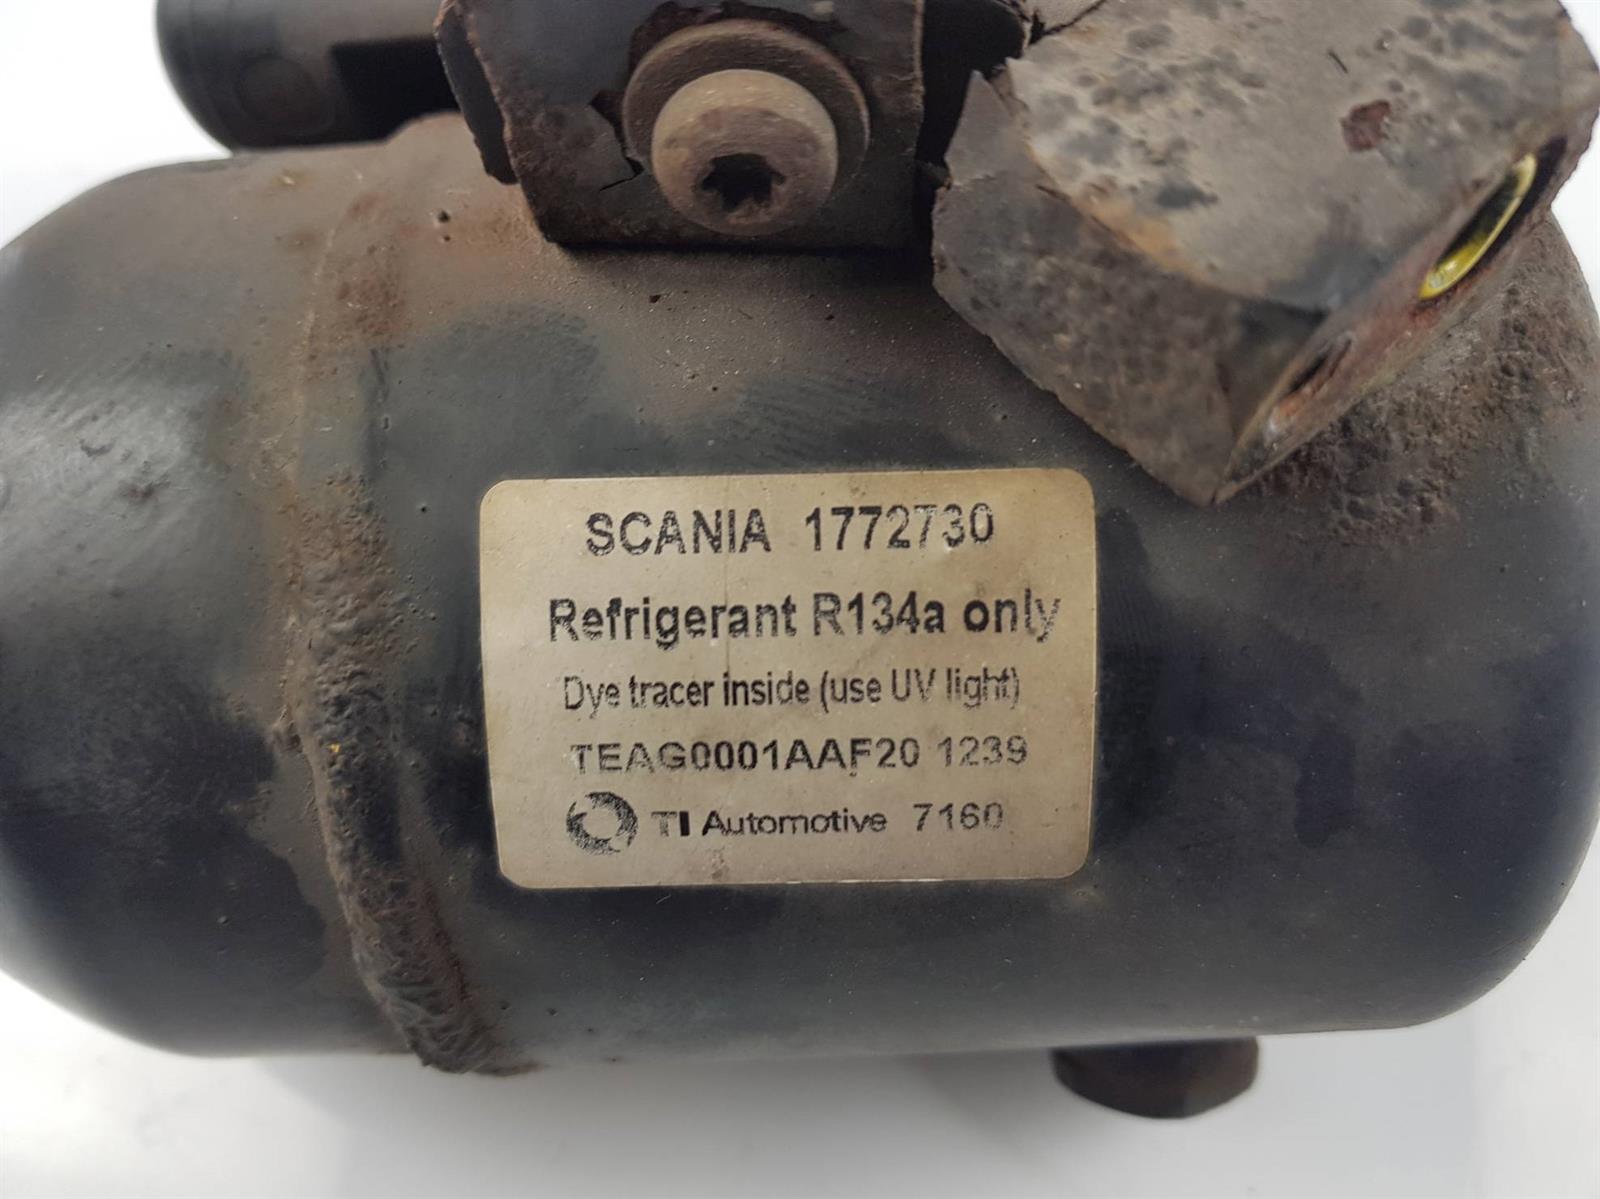 SCANIA 1772730
Refrigerant R134a only
Dye tracer inside (use UV light)
TEAG0001AAF20 1239
TI Automotive 7160